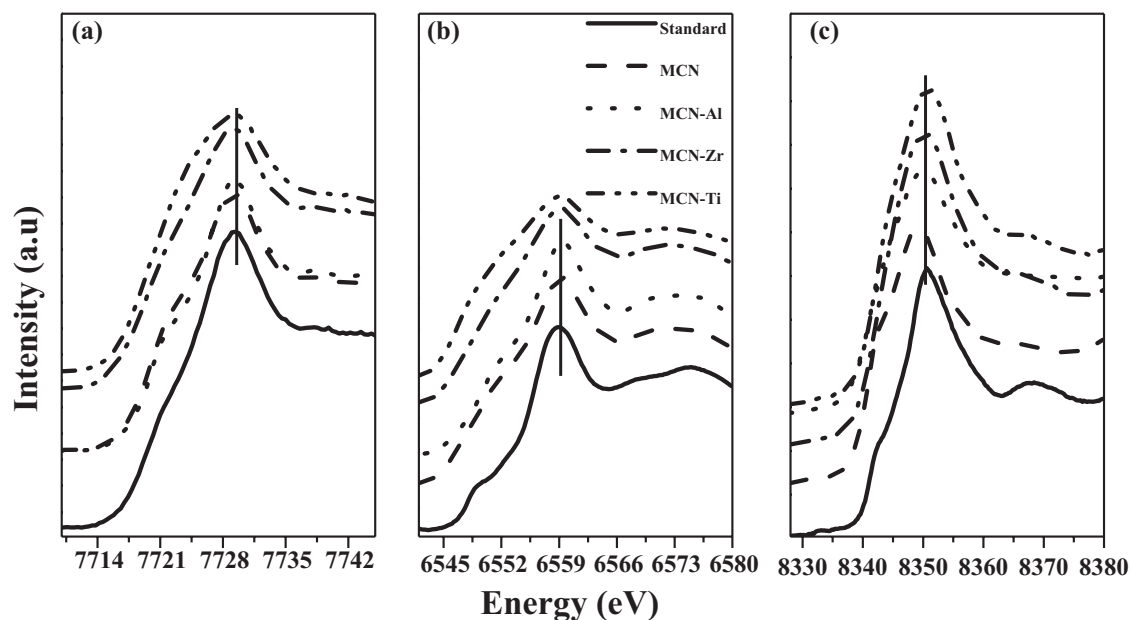 (a)
(b)
(c)
Standard
MCN
MCN-Al
MCN-Zr
MCN-Ti
Intensity (a.u)
7714 7721 7728 7735 7742
6545 6552 6559 6566 6573 6580
8330 8340 8350 8360 8370 8380
Energy (eV)